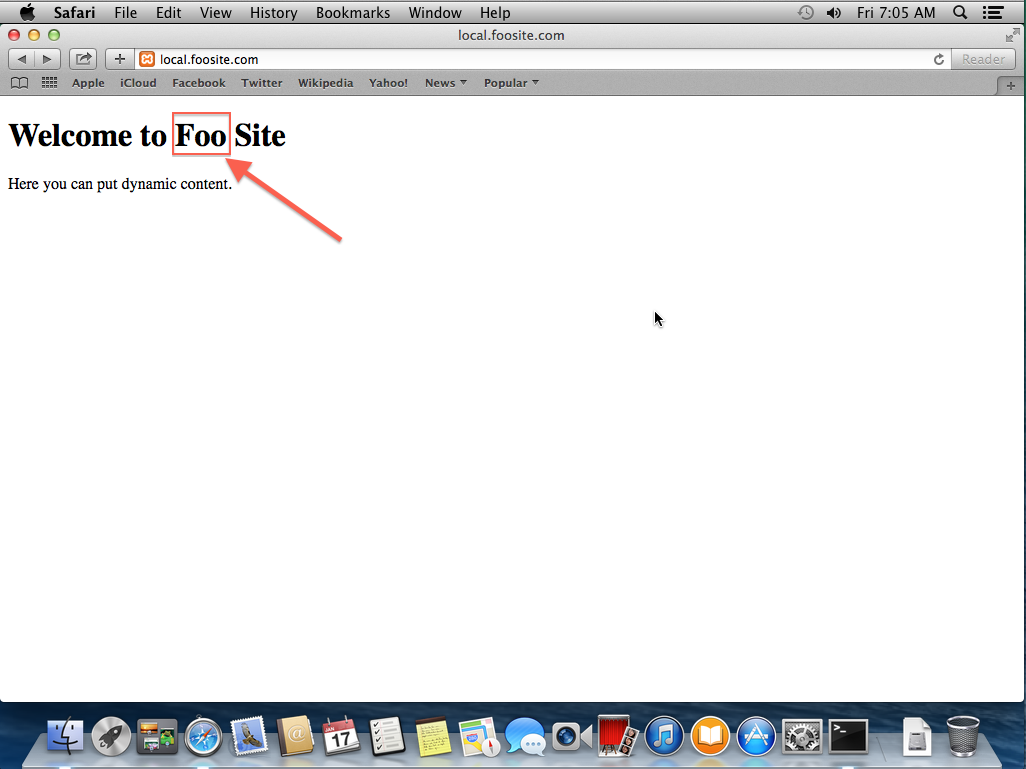 Safari File Edit View History Bookmarks Window Help Fri 7:05 AM
local.foosite.com
local.foosite.com Reader
Apple iCloud Facebook Twitter Wikipedia Yahoo! News Popular
Welcome to Foo Site
Here you can put dynamic content.
JAN
17